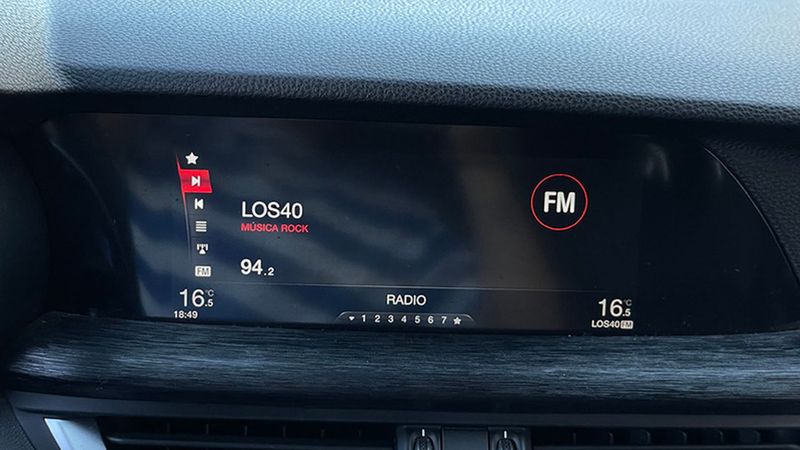 LOS40
MÚSICA ROCK
FM
94.2
FM
16.5°C
RADIO
16.5°C
18:49
1 2 3 4 5 6 7
LOS40 FM